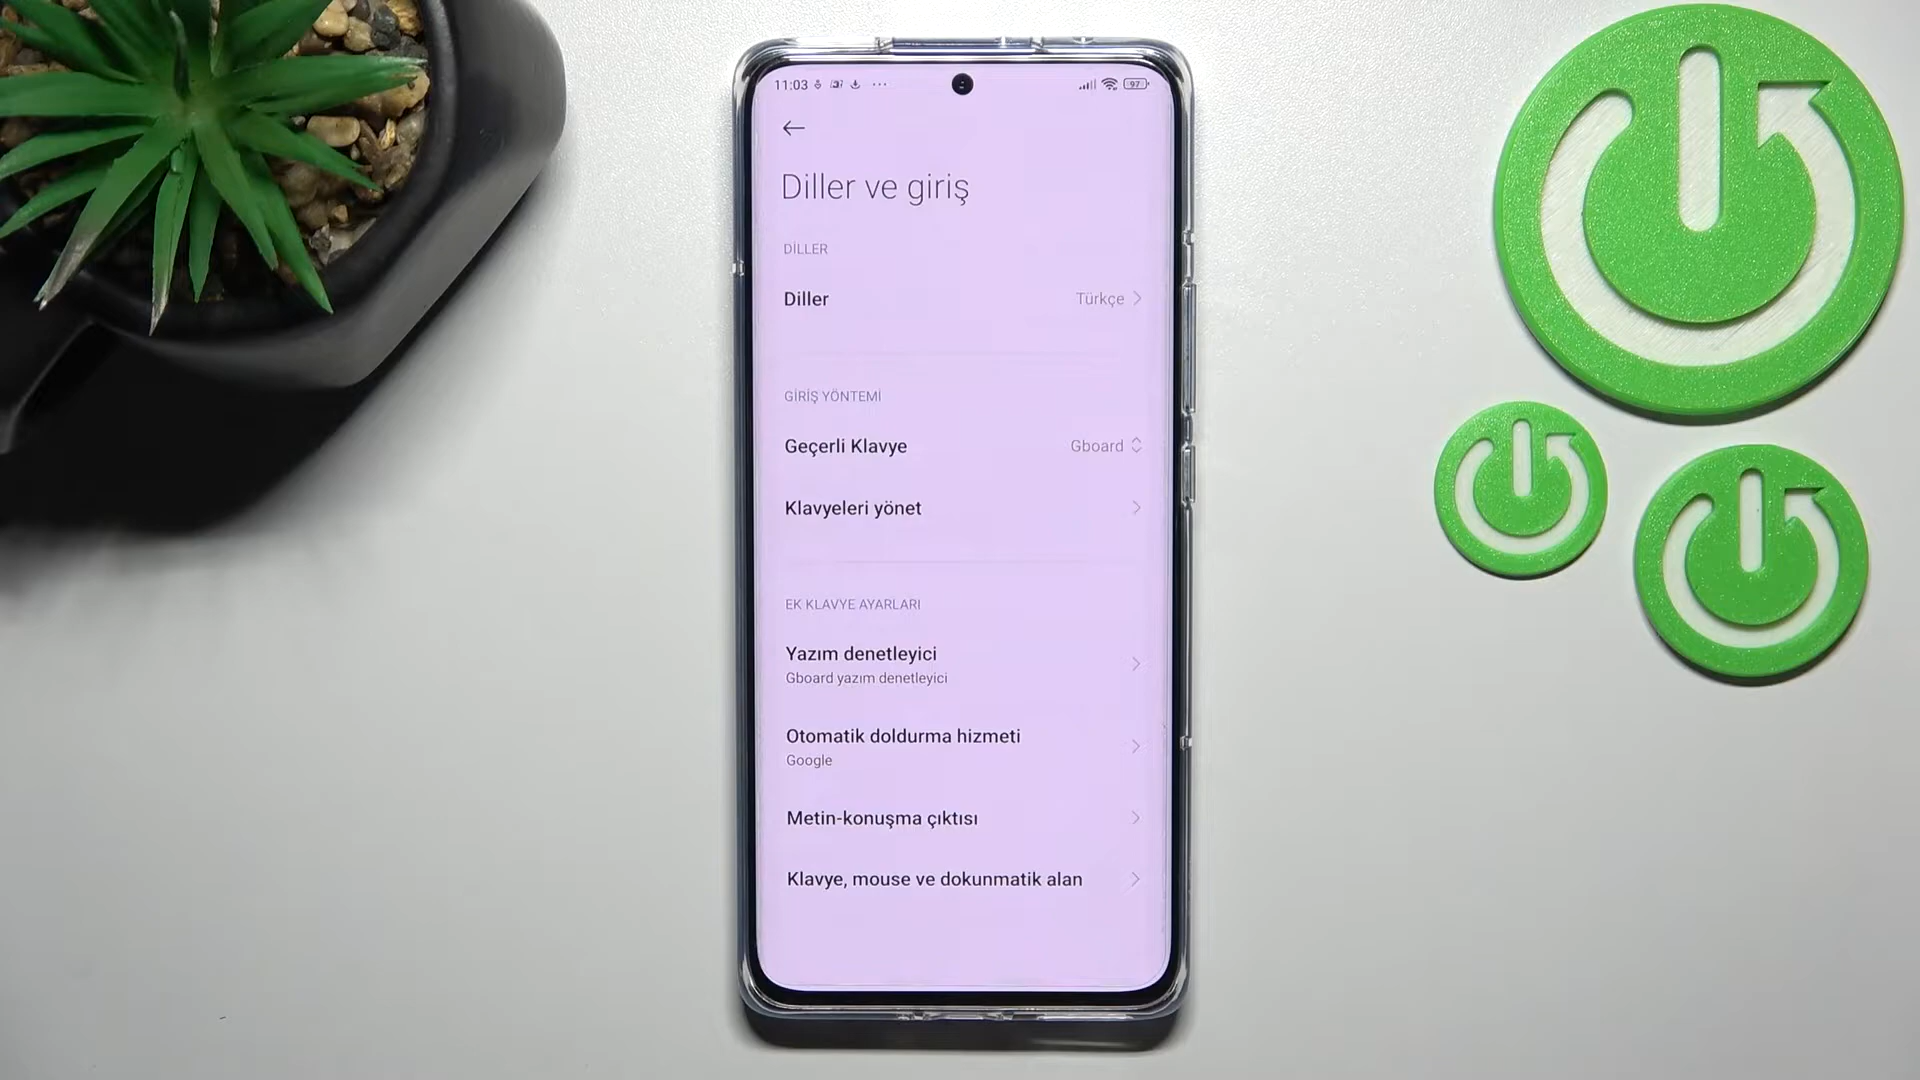 11:03 ... 97
Diller ve giriş
DİLLER
Diller Türkçe
GİRİŞ YÖNTEMİ
Geçerli Klavye Gboard
Klavyeleri yönet
EK KLAVYE AYARLARI
Yazım denetleyici
Gboard yazım denetleyici
Otomatik doldurma hizmeti
Google
Metin-konuşma çıktısı
Klavye, mouse ve dokunmatik alan